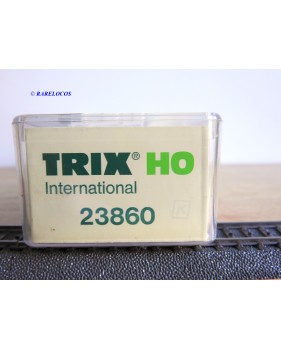 © RARELOCOS
TRIX® HO
International
23860